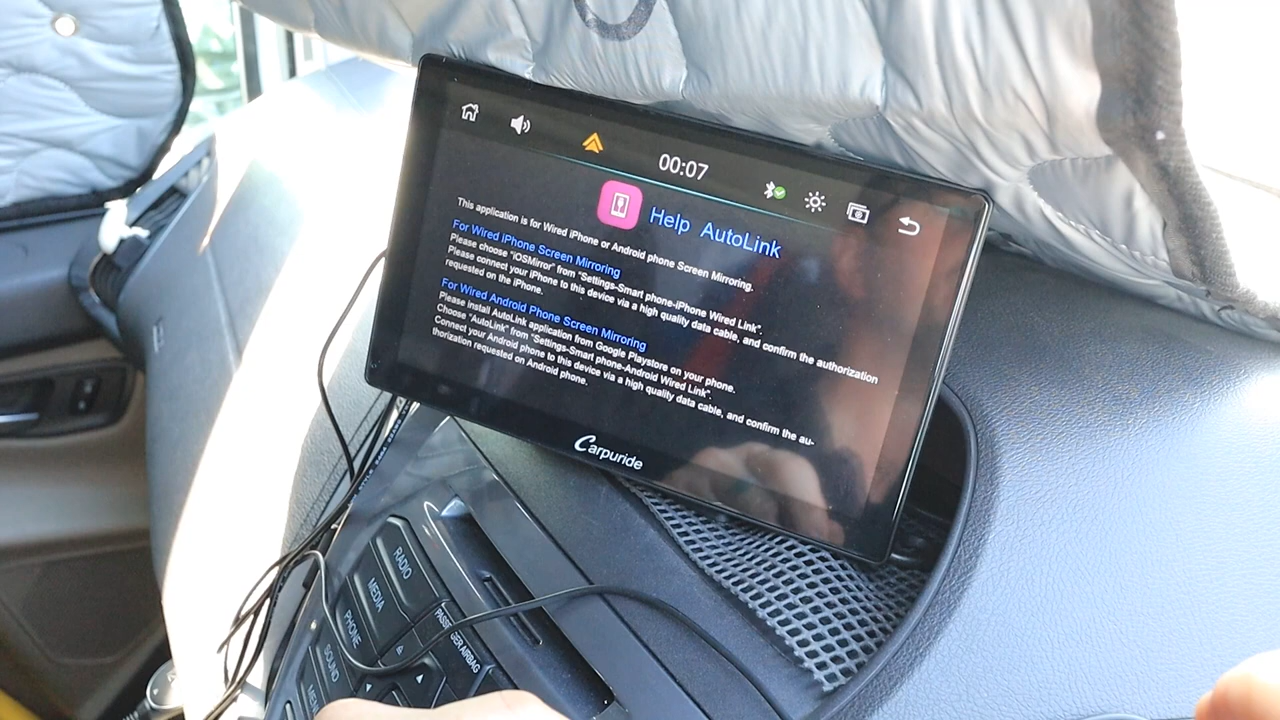 00:07
Help AutoLink
This application is for Wired iPhone or Android phone Screen Mirroring.
For Wired iPhone Screen Mirroring
Please choose "iOSMirror" from "Settings-Smart phone-iPhone Wired Link".
Please connect your iPhone to this device via a high quality data cable, and confirm the authorization
requested on the iPhone.
For Wired Android Phone Screen Mirroring
Please install AutoLink application from Google Playstore on your phone.
Choose "AutoLink" from "Settings-Smart phone-Android Wired Link".
Connect your Android phone to this device via a high quality data cable, and confirm the au-
thorization requested on Android phone.
Carpuride
RADIO
MEDIA
PHONE
SOUND
AIRBAG